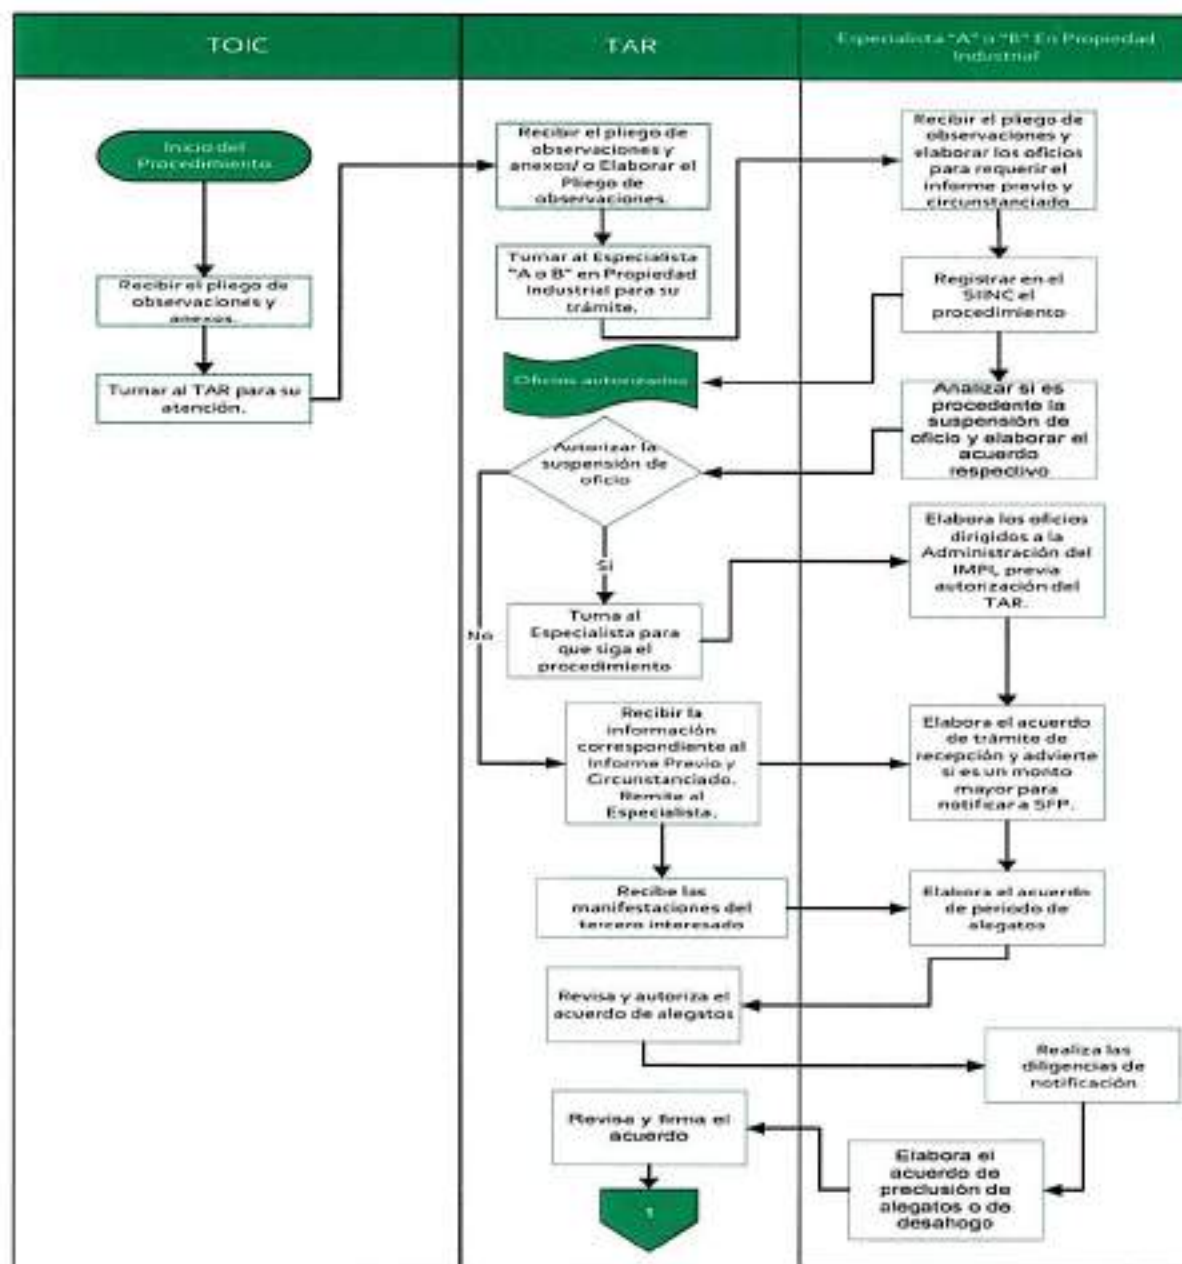 TOIC
TAR
Especialista "A" o "B" En Propiedad
Industrial
Inicio del
Procedimiento
Recibir el pliego de
observaciones y
anexos.
Turnar al TAR para su
atención.
Recibir el pliego de
observaciones y
anexos/ o Elaborar el
Pliego de
observaciones.
Turnar al Especialista
"A o B" en Propiedad
Industrial para su
trámite.
Oficios autorizados
Autorizar la
suspensión de
oficio
Si
No
Turna al
Especialista para
que siga el
procedimiento
Recibir la
información
correspondiente al
Informe Previo y
Circunstanciado.
Remite al
Especialista.
Recibe las
manifestaciones del
tercero interesado
Revisa y autoriza el
acuerdo de alegatos
Revisa y firma el
acuerdo
1
Recibir el pliego de
observaciones y
elaborar los oficios
para requerir el
informe previo y
circunstanciado
Registrar en el
SIINC el
procedimiento
Analizar si es
procedente la
suspensión de
oficio y elaborar el
acuerdo
respectivo
Elabora los oficios
dirigidos a la
Administración del
IMPI, previa
autorización del
TAR.
Elabora el acuerdo
de trámite de
recepción y advierte
si es un monto
mayor para
notificar a SFP.
Elabora el acuerdo
de periodo de
alegatos
Realiza las
diligencias de
notificación
Elabora el
acuerdo de
preclusión de
alegatos o de
desahogo